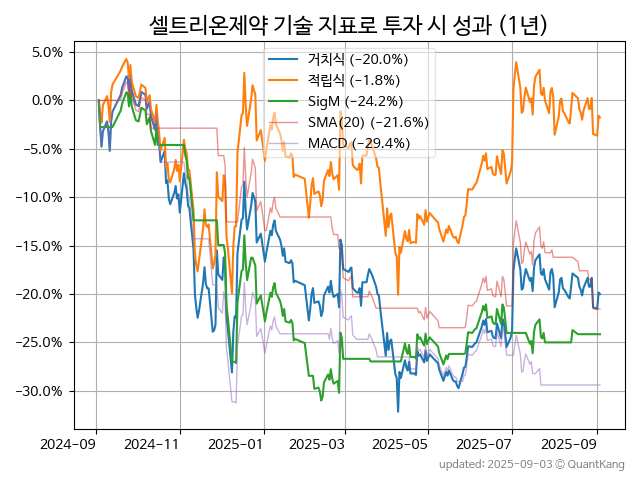 셀트리온제약 기술 지표로 투자 시 성과 (1년)
5.0%
0.0%
−5.0%
−10.0%
−15.0%
−20.0%
−25.0%
−30.0%
거치식 (−20.0%)
적립식 (−1.8%)
SigM (−24.2%)
SMA(20) (−21.6%)
MACD (−29.4%)
2024-09 2024-11 2025-01 2025-03 2025-05 2025-07 2025-09
updated: 2025-09-03 ⓒ QuantKang